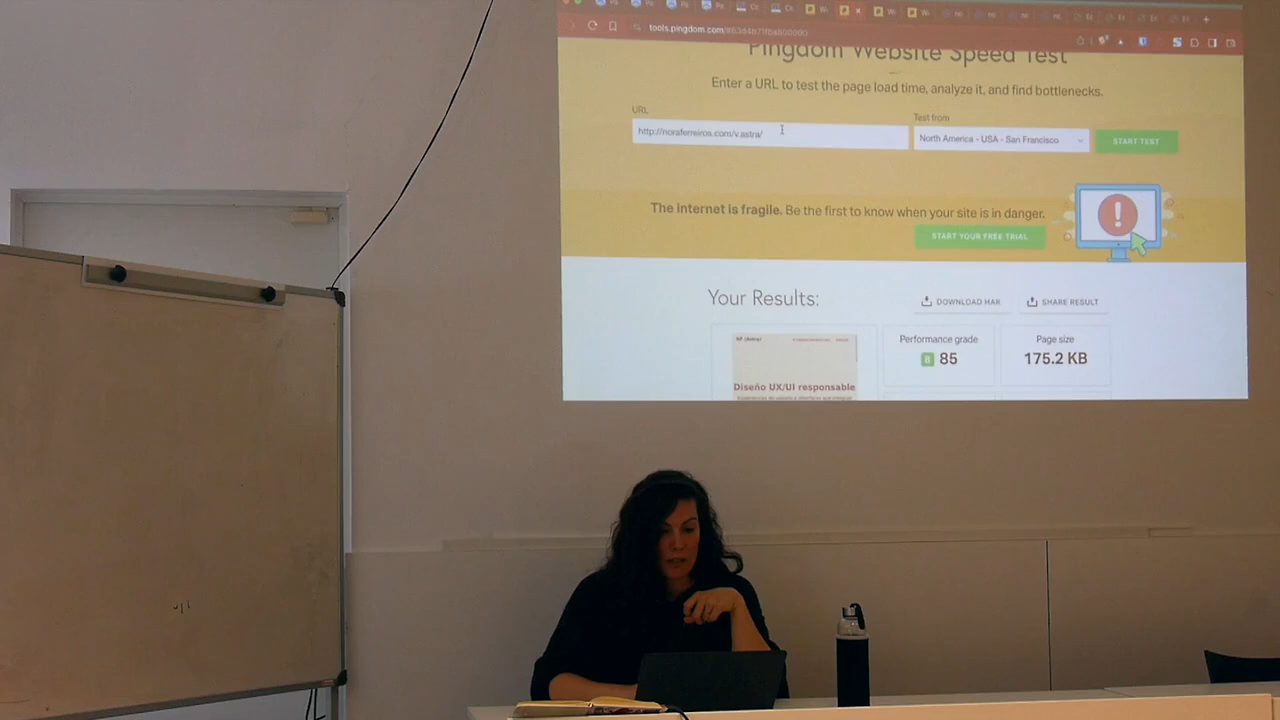 tools.pingdom.com/
Pingdom Website Speed Test
Enter a URL to test the page load time, analyze it, and find bottlenecks.
URL
Test from
http://noraferreiros.com/v.astra/
North America - USA - San Francisco
START TEST
The internet is fragile. Be the first to know when your site is in danger.
START YOUR FREE TRIAL
Your Results:
DOWNLOAD HAR
SHARE RESULT
Performance grade
B 85
Page size
175.2 KB
NF (Astra)
Diseño UX/UI responsable